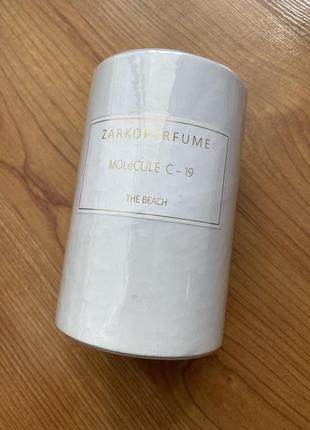 ZARKOPERFUME
MOLéCULE C - 19
THE BEACH